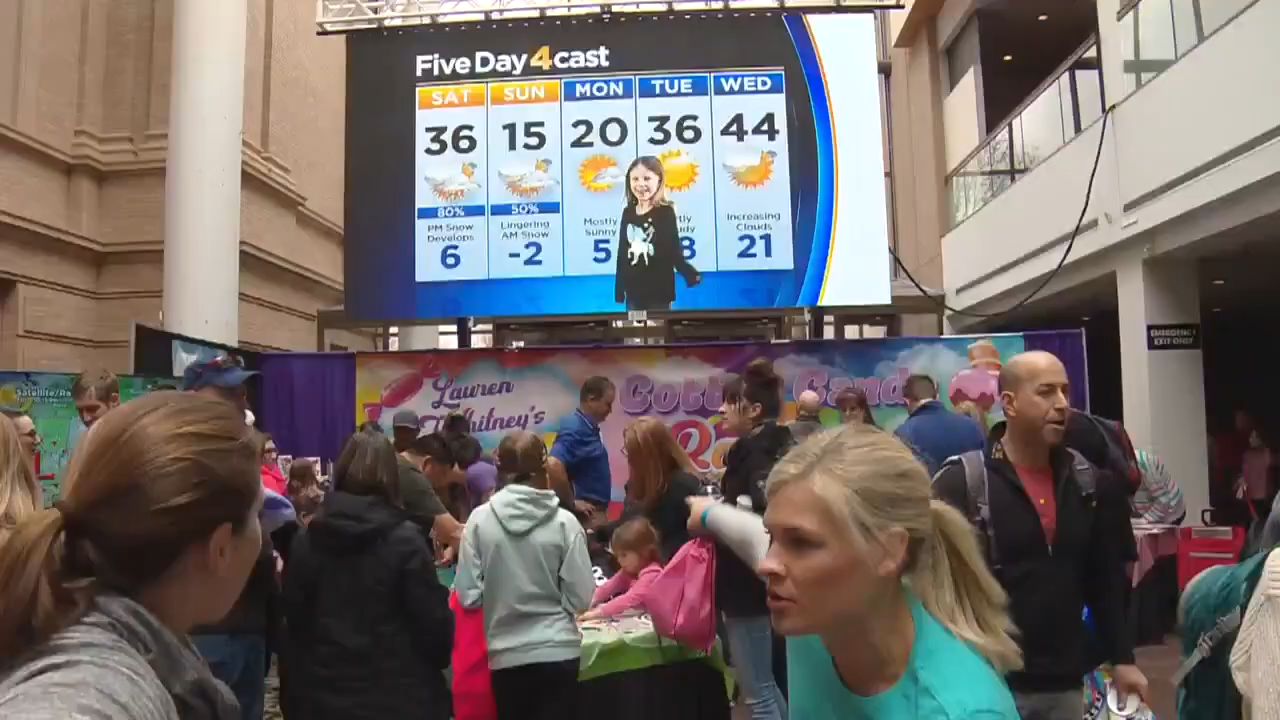 Five Day 4cast
SAT SUN MON TUE WED
36 15 20 36 44
80% 50%
PM Snow Develops
Lingering AM Snow
Mostly Sunny
Increasing Clouds
6 -2 5 8 21
EMERGENCY
EXIT ONLY
Lauren
Whitney's